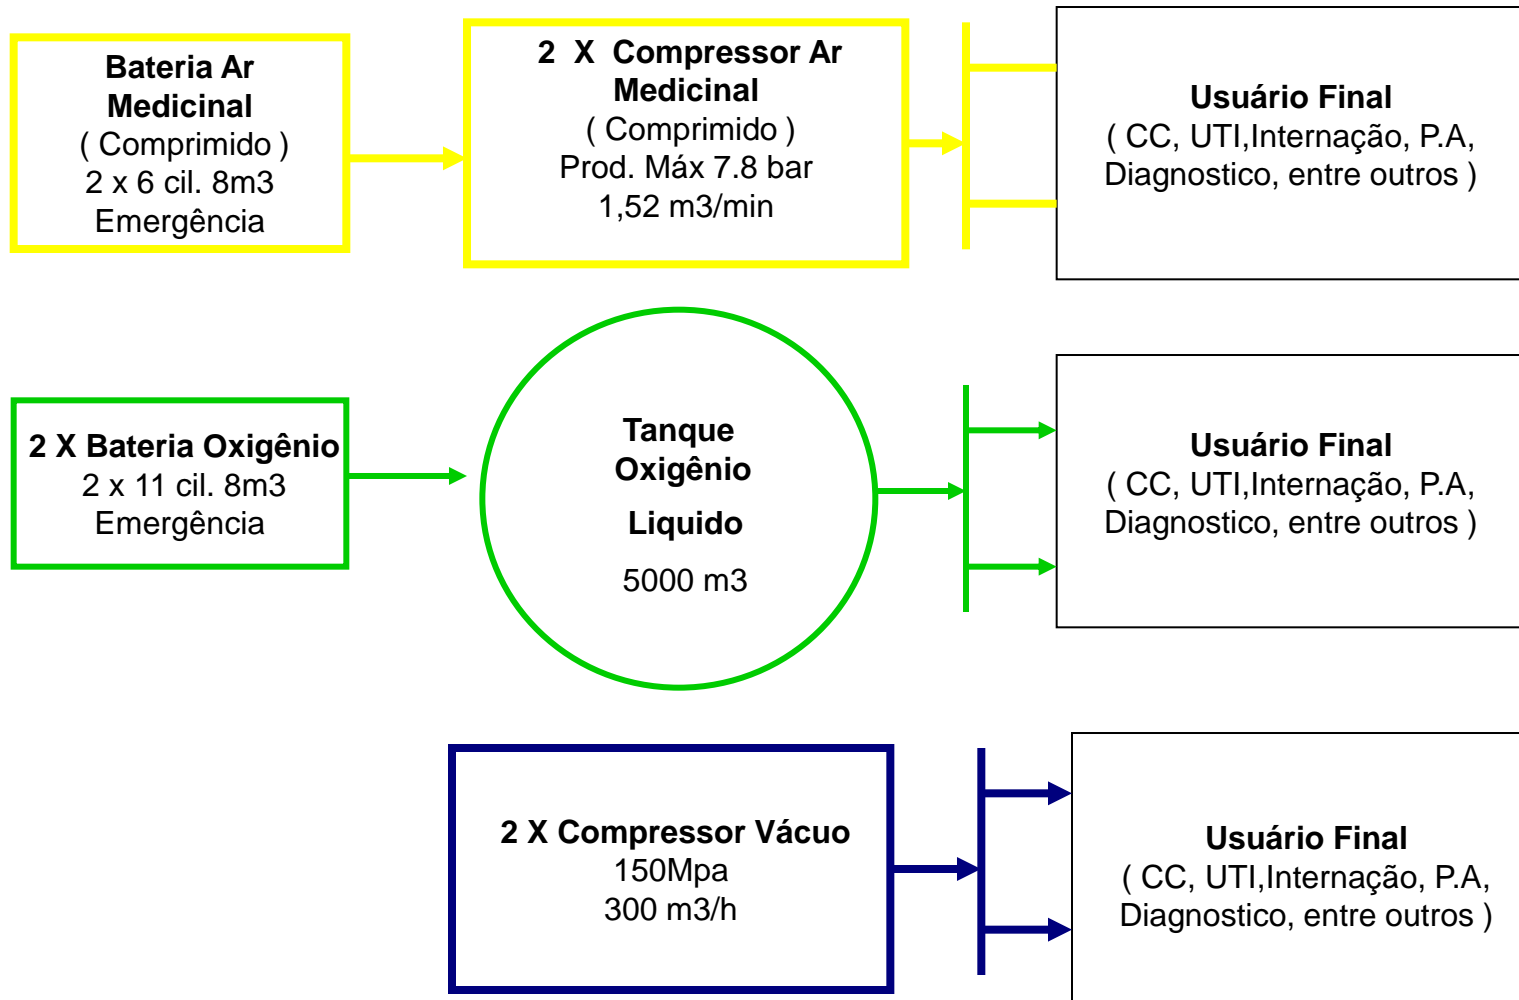 Bateria Ar
Medicinal
( Comprimido )
2 x 6 cil. 8m3
Emergência
2 X Compressor Ar
Medicinal
( Comprimido )
Prod. Máx 7.8 bar
1,52 m3/min
Usuário Final
( CC, UTI,Internação, P.A,
Diagnostico, entre outros )
2 X Bateria Oxigênio
2 x 11 cil. 8m3
Emergência
Tanque
Oxigênio
Liquido
5000 m3
Usuário Final
( CC, UTI,Internação, P.A,
Diagnostico, entre outros )
2 X Compressor Vácuo
150Mpa
300 m3/h
Usuário Final
( CC, UTI,Internação, P.A,
Diagnostico, entre outros )